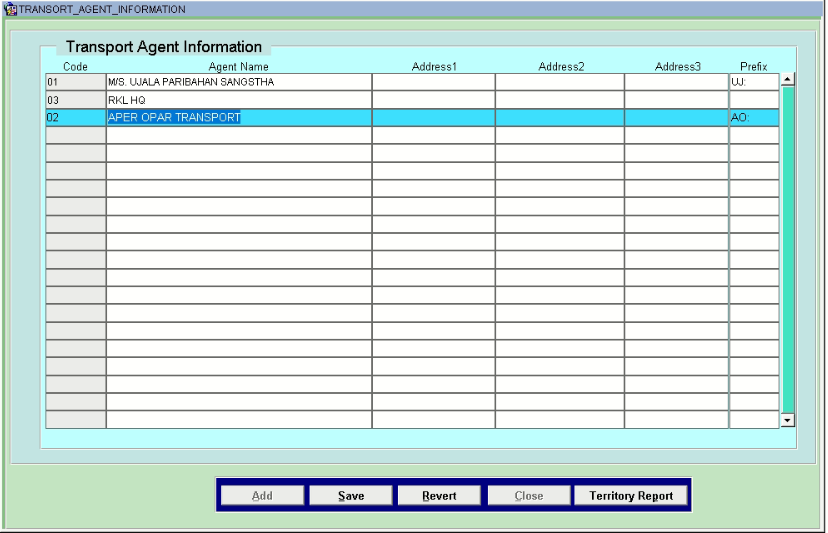 TRANSORT_AGENT_INFORMATION
Transport Agent Information
Code Agent Name Address1 Address2 Address3 Prefix
01 M/S. UJALA PARIBAHAN SANGSTHA UJ:
03 RKL HQ
02 APER OPAR TRANSPORT AO:
Add Save Revert Close Territory Report